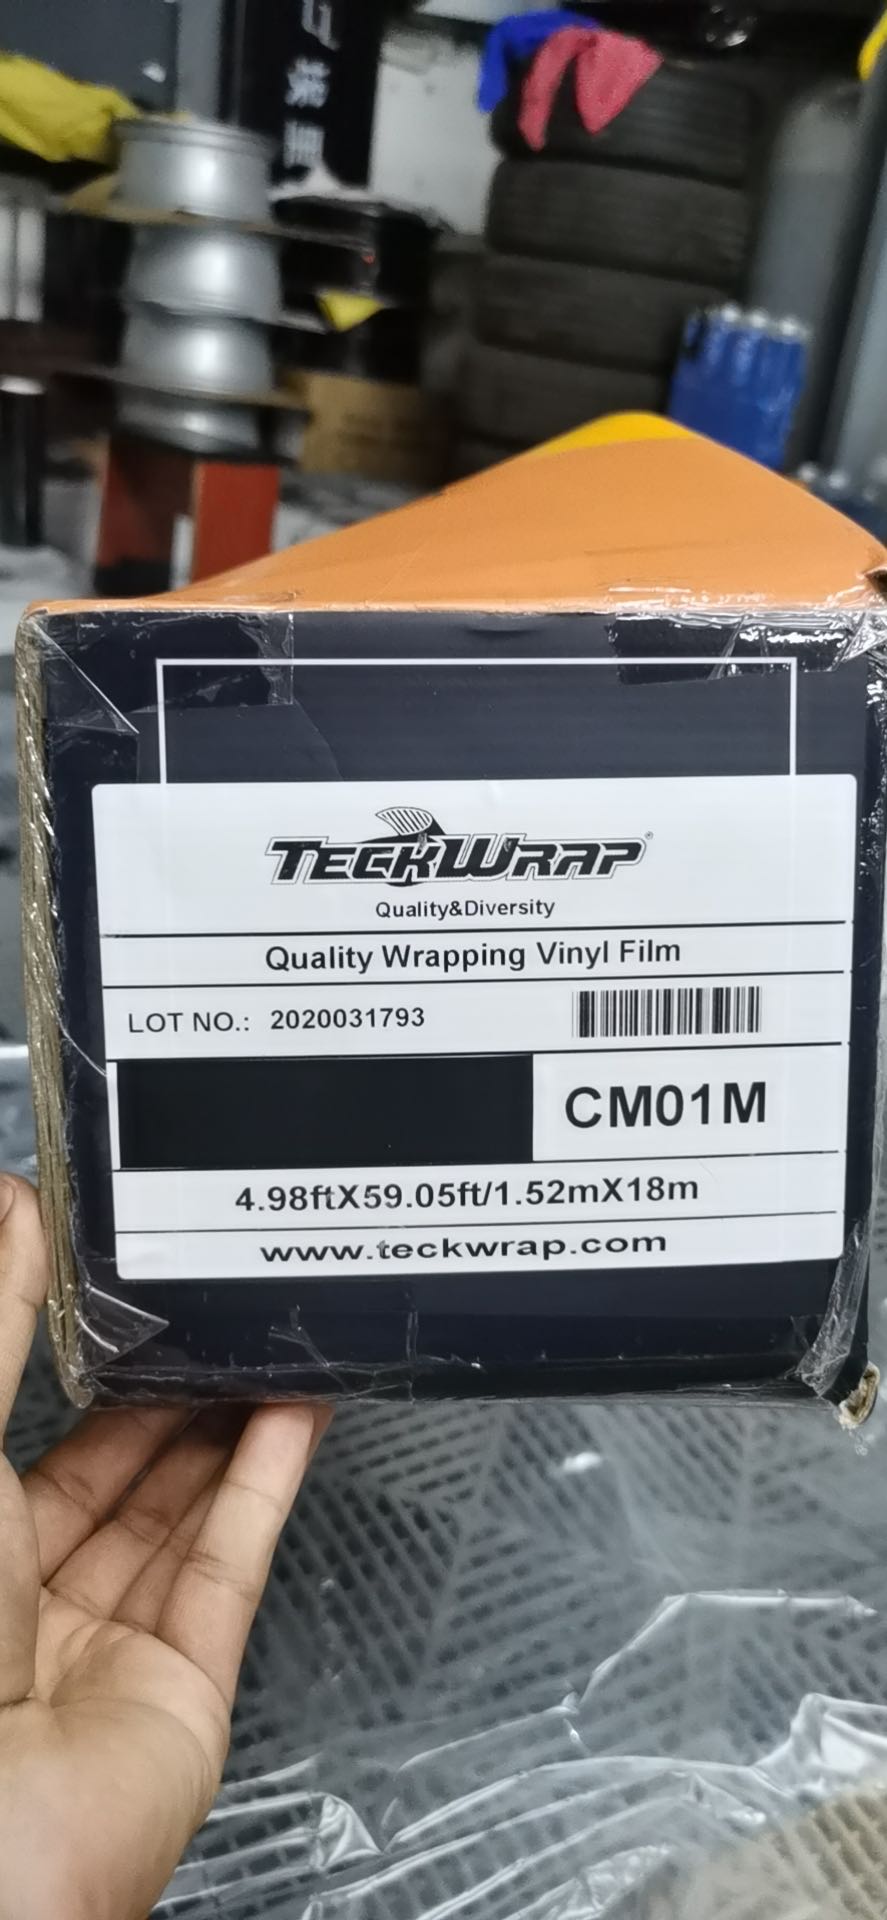 TECKWRAP®
Quality&Diversity
Quality Wrapping Vinyl Film
LOT NO.: 2020031793
CM01M
4.98ftX59.05ft/1.52mX18m
www.teckwrap.com